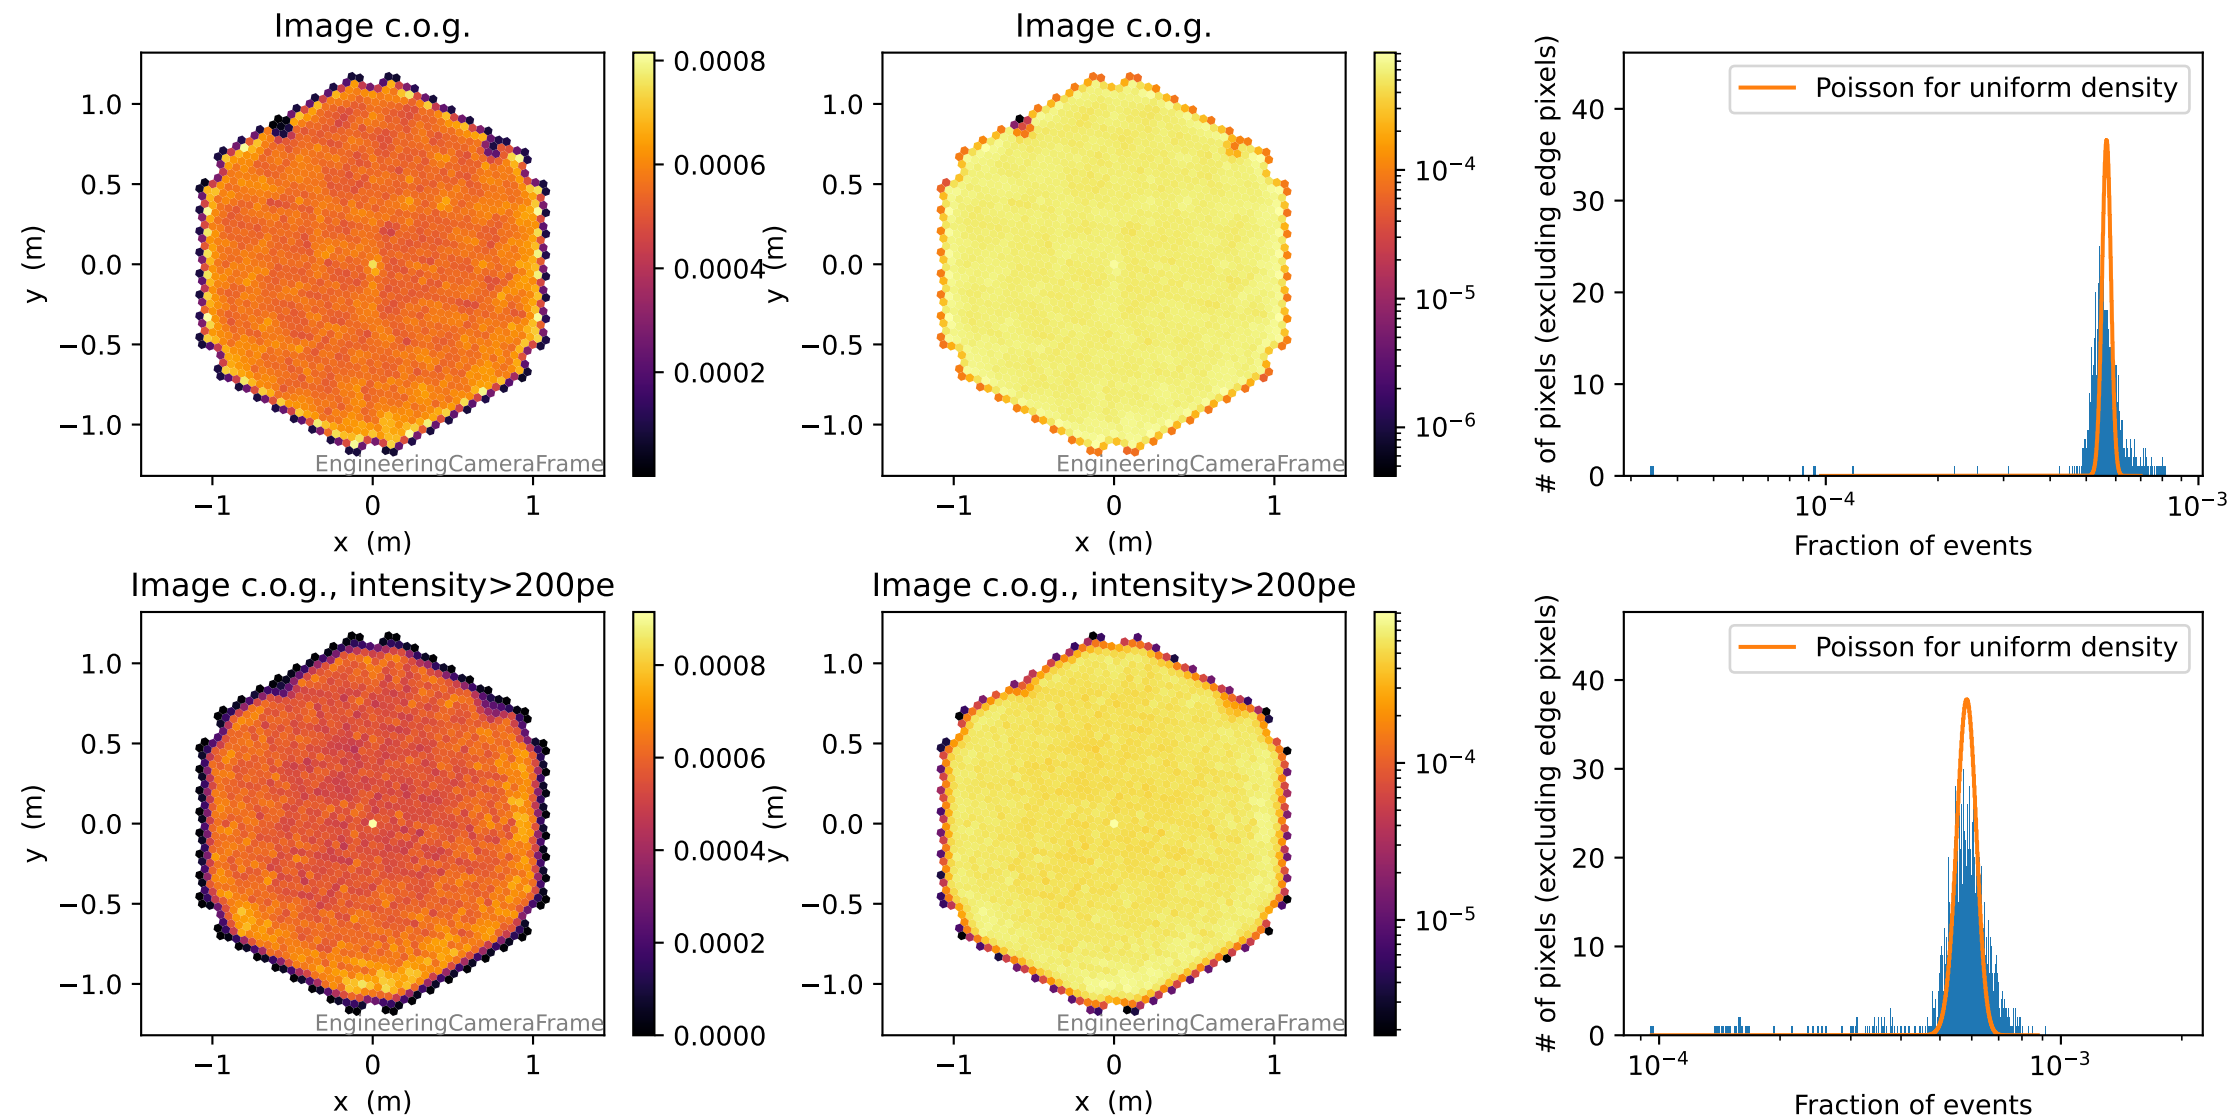 Image c.o.g.
1.0
0.5
0.0
−0.5
−1.0
y (m)
−1 0 1
x (m)
EngineeringCameraFrame
0.0008
0.0006
0.0004
0.0002
Image c.o.g.
1.0
0.5
0.0
−0.5
−1.0
y (m)
−1 0 1
x (m)
EngineeringCameraFrame
10⁻⁴
10⁻⁵
10⁻⁶
Poisson for uniform density
# of pixels (excluding edge pixels)
40
30
20
10
0
10⁻⁴ 10⁻³
Fraction of events
Image c.o.g., intensity>200pe
1.0
0.5
0.0
−0.5
−1.0
y (m)
−1 0 1
x (m)
EngineeringCameraFrame
0.0008
0.0006
0.0004
0.0002
0.0000
Image c.o.g., intensity>200pe
1.0
0.5
0.0
−0.5
−1.0
y (m)
−1 0 1
x (m)
EngineeringCameraFrame
10⁻⁴
10⁻⁵
Poisson for uniform density
# of pixels (excluding edge pixels)
40
30
20
10
0
10⁻⁴ 10⁻³
Fraction of events